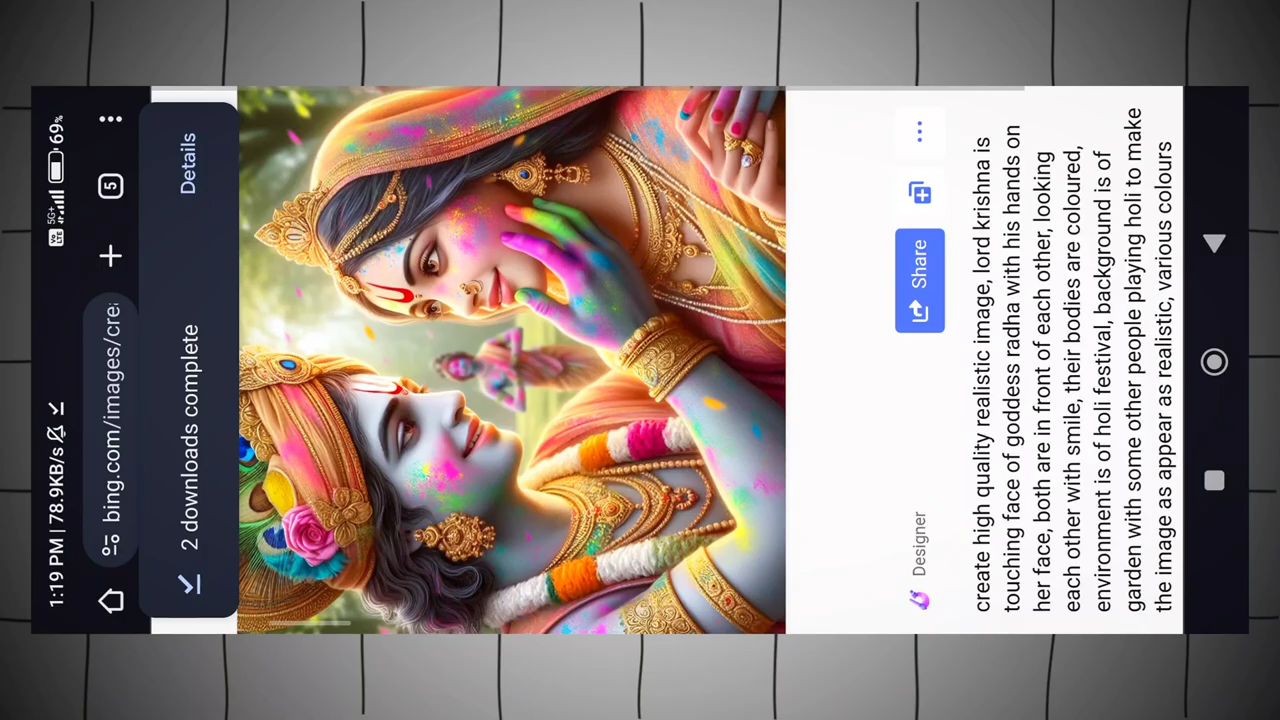 1:19 PM | 78.9KB/s
Vo LTE 5G+ 69%
bing.com/images/cre
5
2 downloads complete
Details
Designer
Share
create high quality realistic image, lord krishna is
touching face of goddess radha with his hands on
her face, both are in front of each other, looking
each other with smile, their bodies are coloured,
environment is of holi festival, background is of
garden with some other people playing holi to make
the image as appear as realistic, various colours